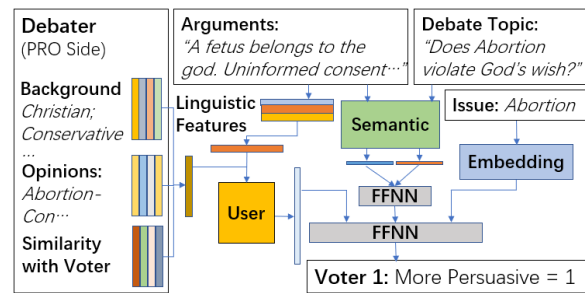 Debater
(PRO Side)
Background
Christian;
Conservative
...
Opinions:
Abortion-
Con⋯
Similarity
with Voter
Arguments:
“A fetus belongs to the
god. Uninformed consent⋯”
Debate Topic:
“Does Abortion
violate God’s wish?”
Linguistic
Features
Semantic
Issue: Abortion
Embedding
User
FFNN
FFNN
Voter 1: More Persuasive = 1